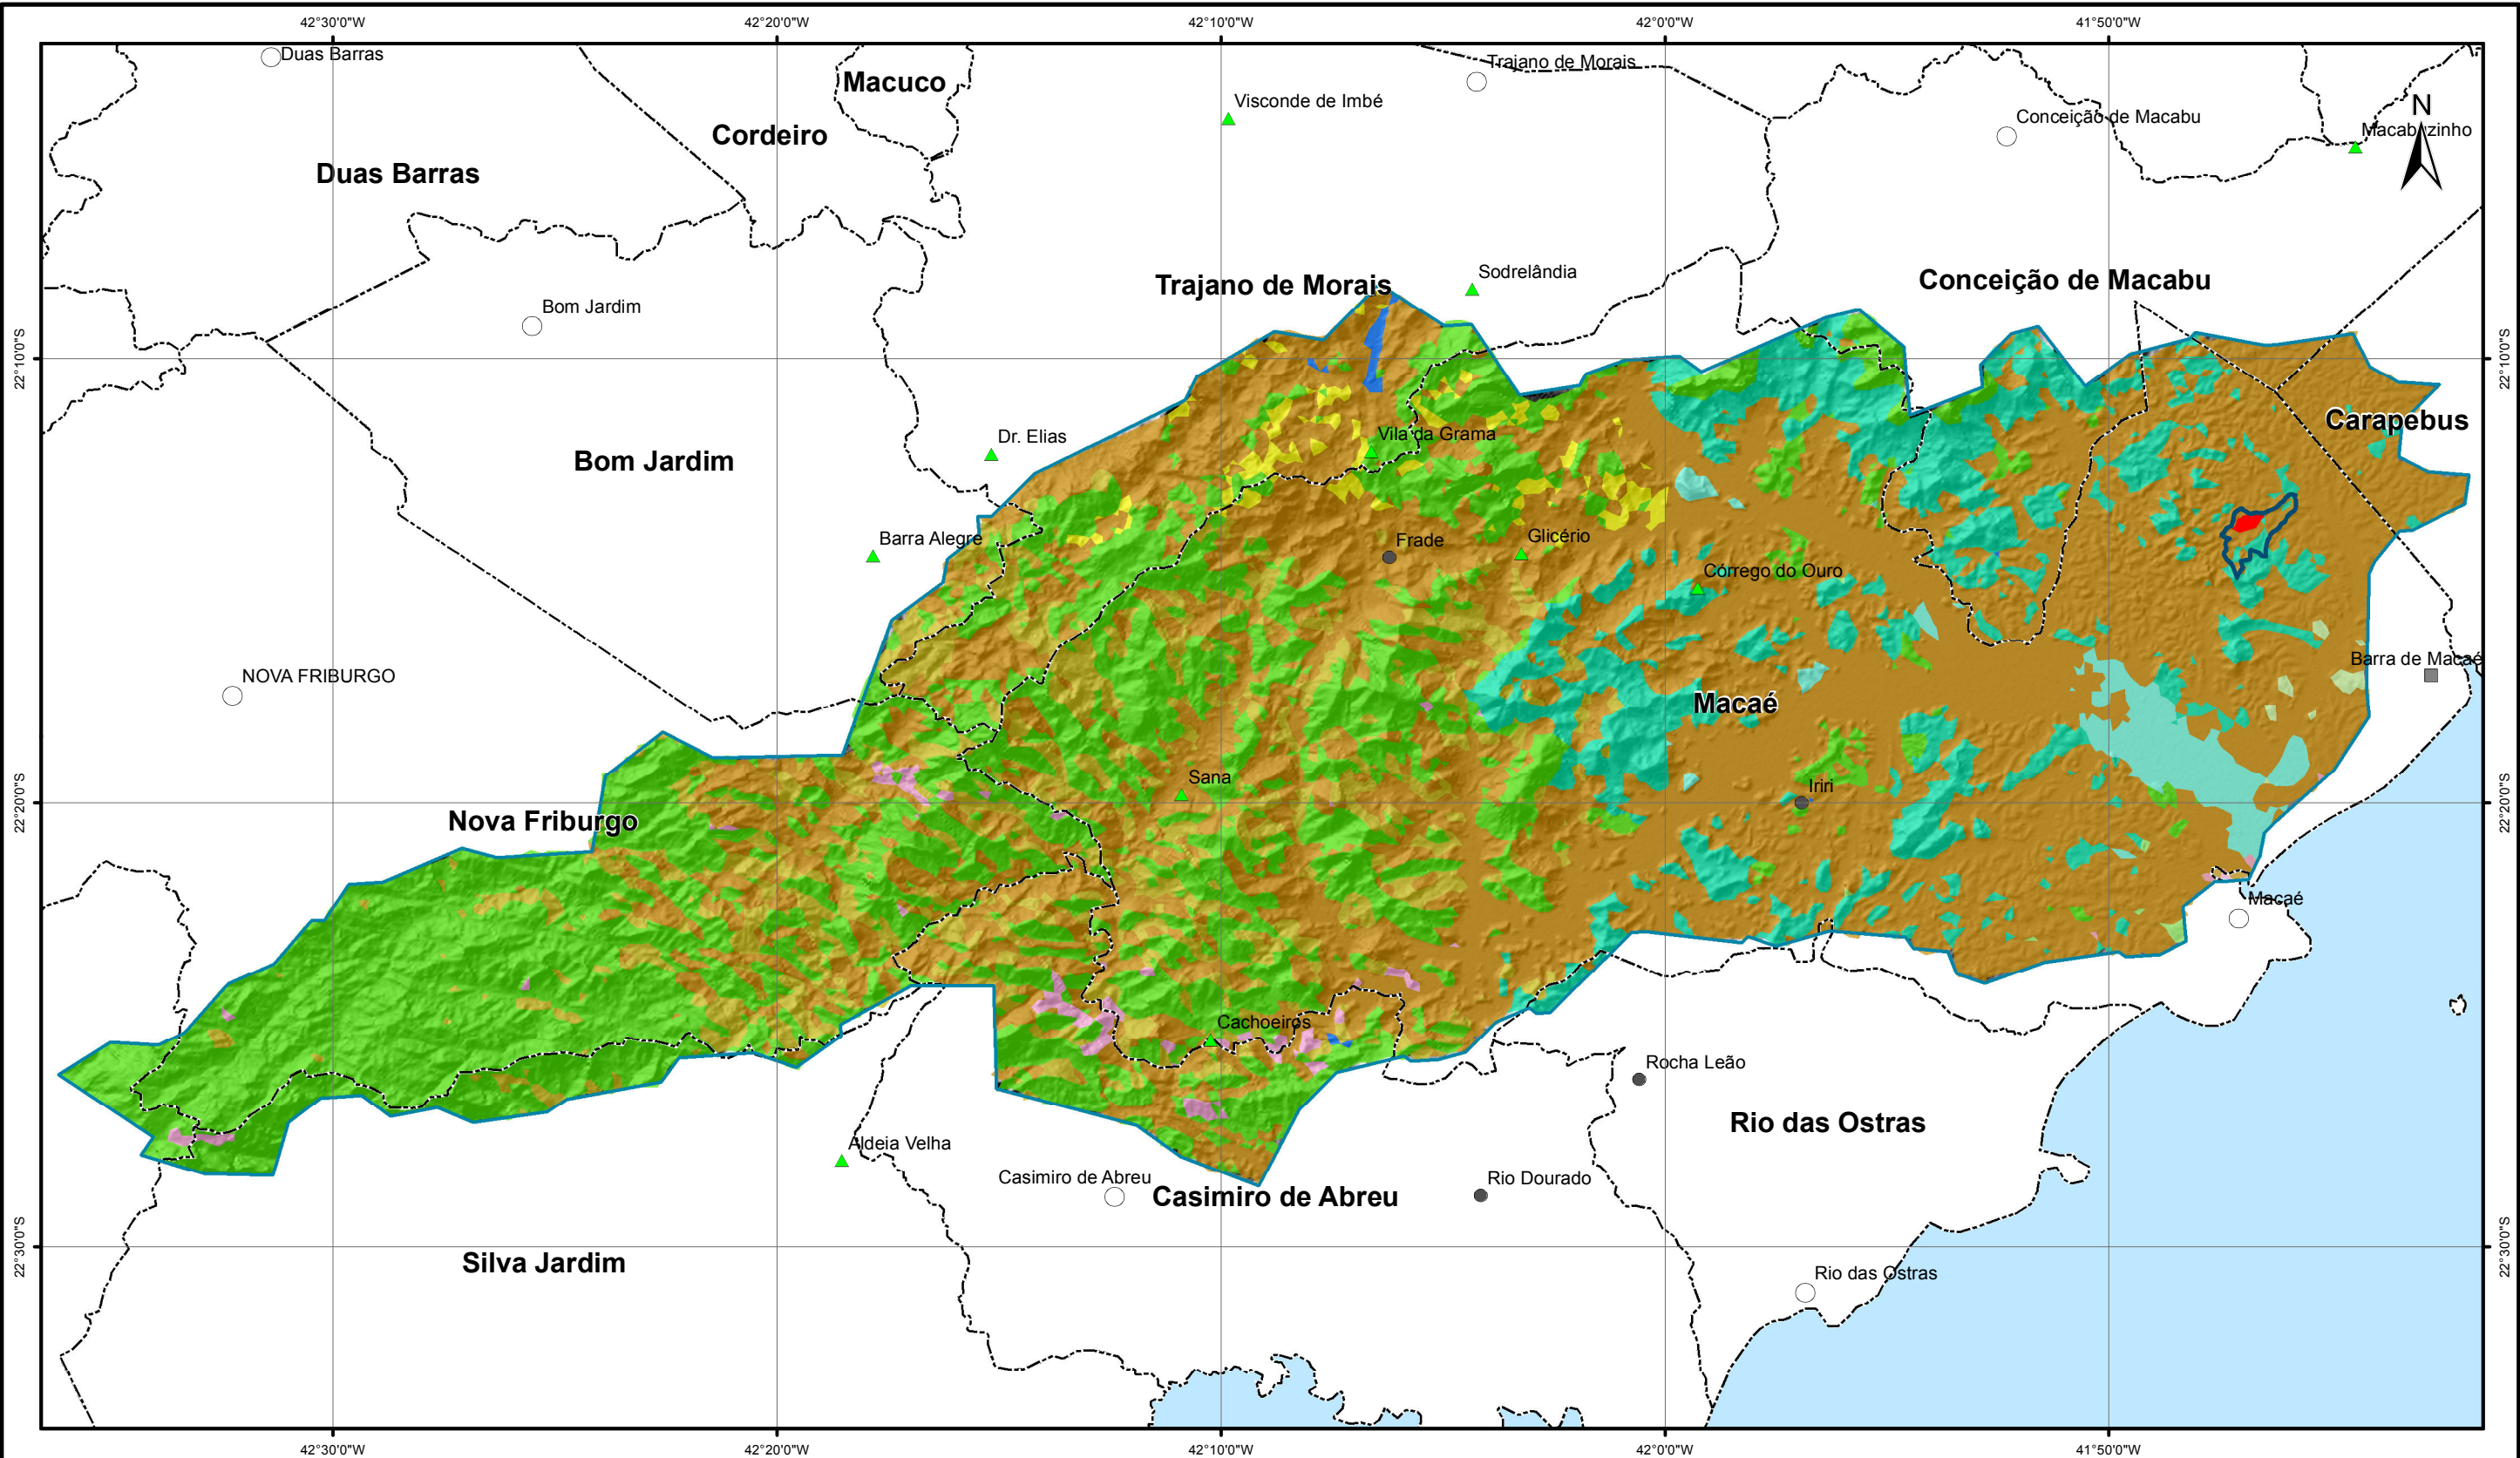 42°30'0"W
42°20'0"W
42°10'0"W
42°0'0"W
41°50'0"W
Duas Barras
Macuco
Trajano de Morais
Visconde de Imbé
N
Conceição de Macabu
Macabuzinho
Cordeiro
Duas Barras
Sodrelândia
Trajano de Morais
Conceição de Macabu
Bom Jardim
22°10'0"S
22°10'0"S
Carapebus
Vila da Grama
Dr. Elias
Bom Jardim
Barra Alegre
Frade
Glicério
Córrego do Ouro
Barra de Macaé
NOVA FRIBURGO
Macaé
Sana
Iriri
22°20'0"S
22°20'0"S
Nova Friburgo
Macaé
Cachoeiros
Rocha Leão
Rio das Ostras
Aldeia Velha
Casimiro de Abreu
Rio Dourado
Casimiro de Abreu
22°30'0"S
22°30'0"S
Silva Jardim
Rio das Ostras
42°30'0"W
42°20'0"W
42°10'0"W
42°0'0"W
41°50'0"W